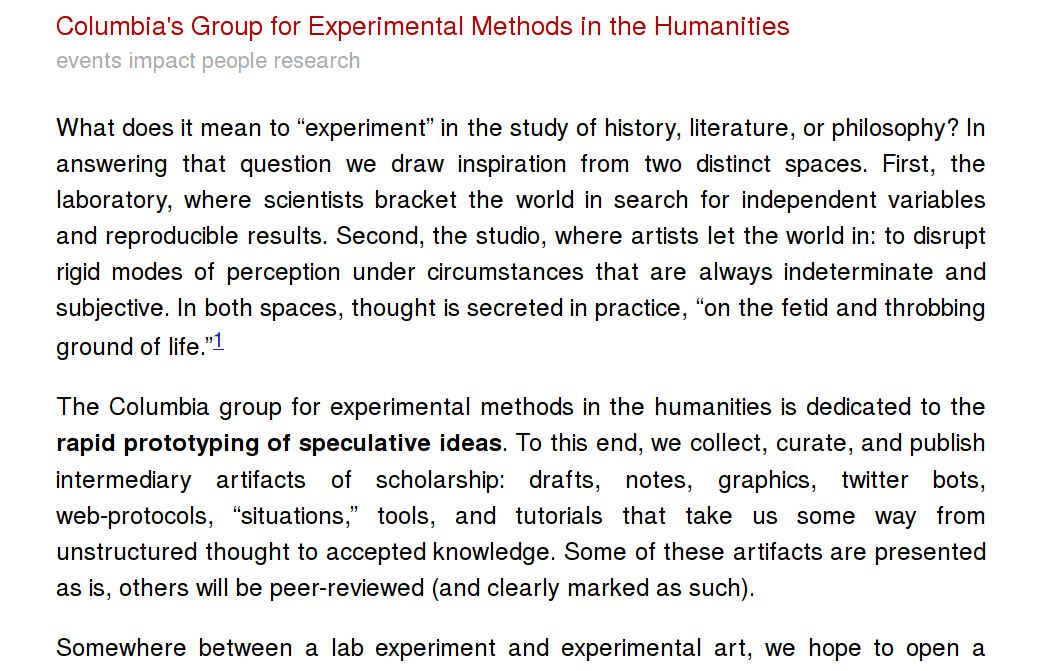 Columbia's Group for Experimental Methods in the Humanities
events impact people research
What does it mean to “experiment” in the study of history, literature, or philosophy? In
answering that question we draw inspiration from two distinct spaces. First, the
laboratory, where scientists bracket the world in search for independent variables
and reproducible results. Second, the studio, where artists let the world in: to disrupt
rigid modes of perception under circumstances that are always indeterminate and
subjective. In both spaces, thought is secreted in practice, “on the fetid and throbbing
ground of life.”1
The Columbia group for experimental methods in the humanities is dedicated to the
rapid prototyping of speculative ideas. To this end, we collect, curate, and publish
intermediary artifacts of scholarship: drafts, notes, graphics, twitter bots,
web-protocols, “situations,” tools, and tutorials that take us some way from
unstructured thought to accepted knowledge. Some of these artifacts are presented
as is, others will be peer-reviewed (and clearly marked as such).
Somewhere between a lab experiment and experimental art, we hope to open a